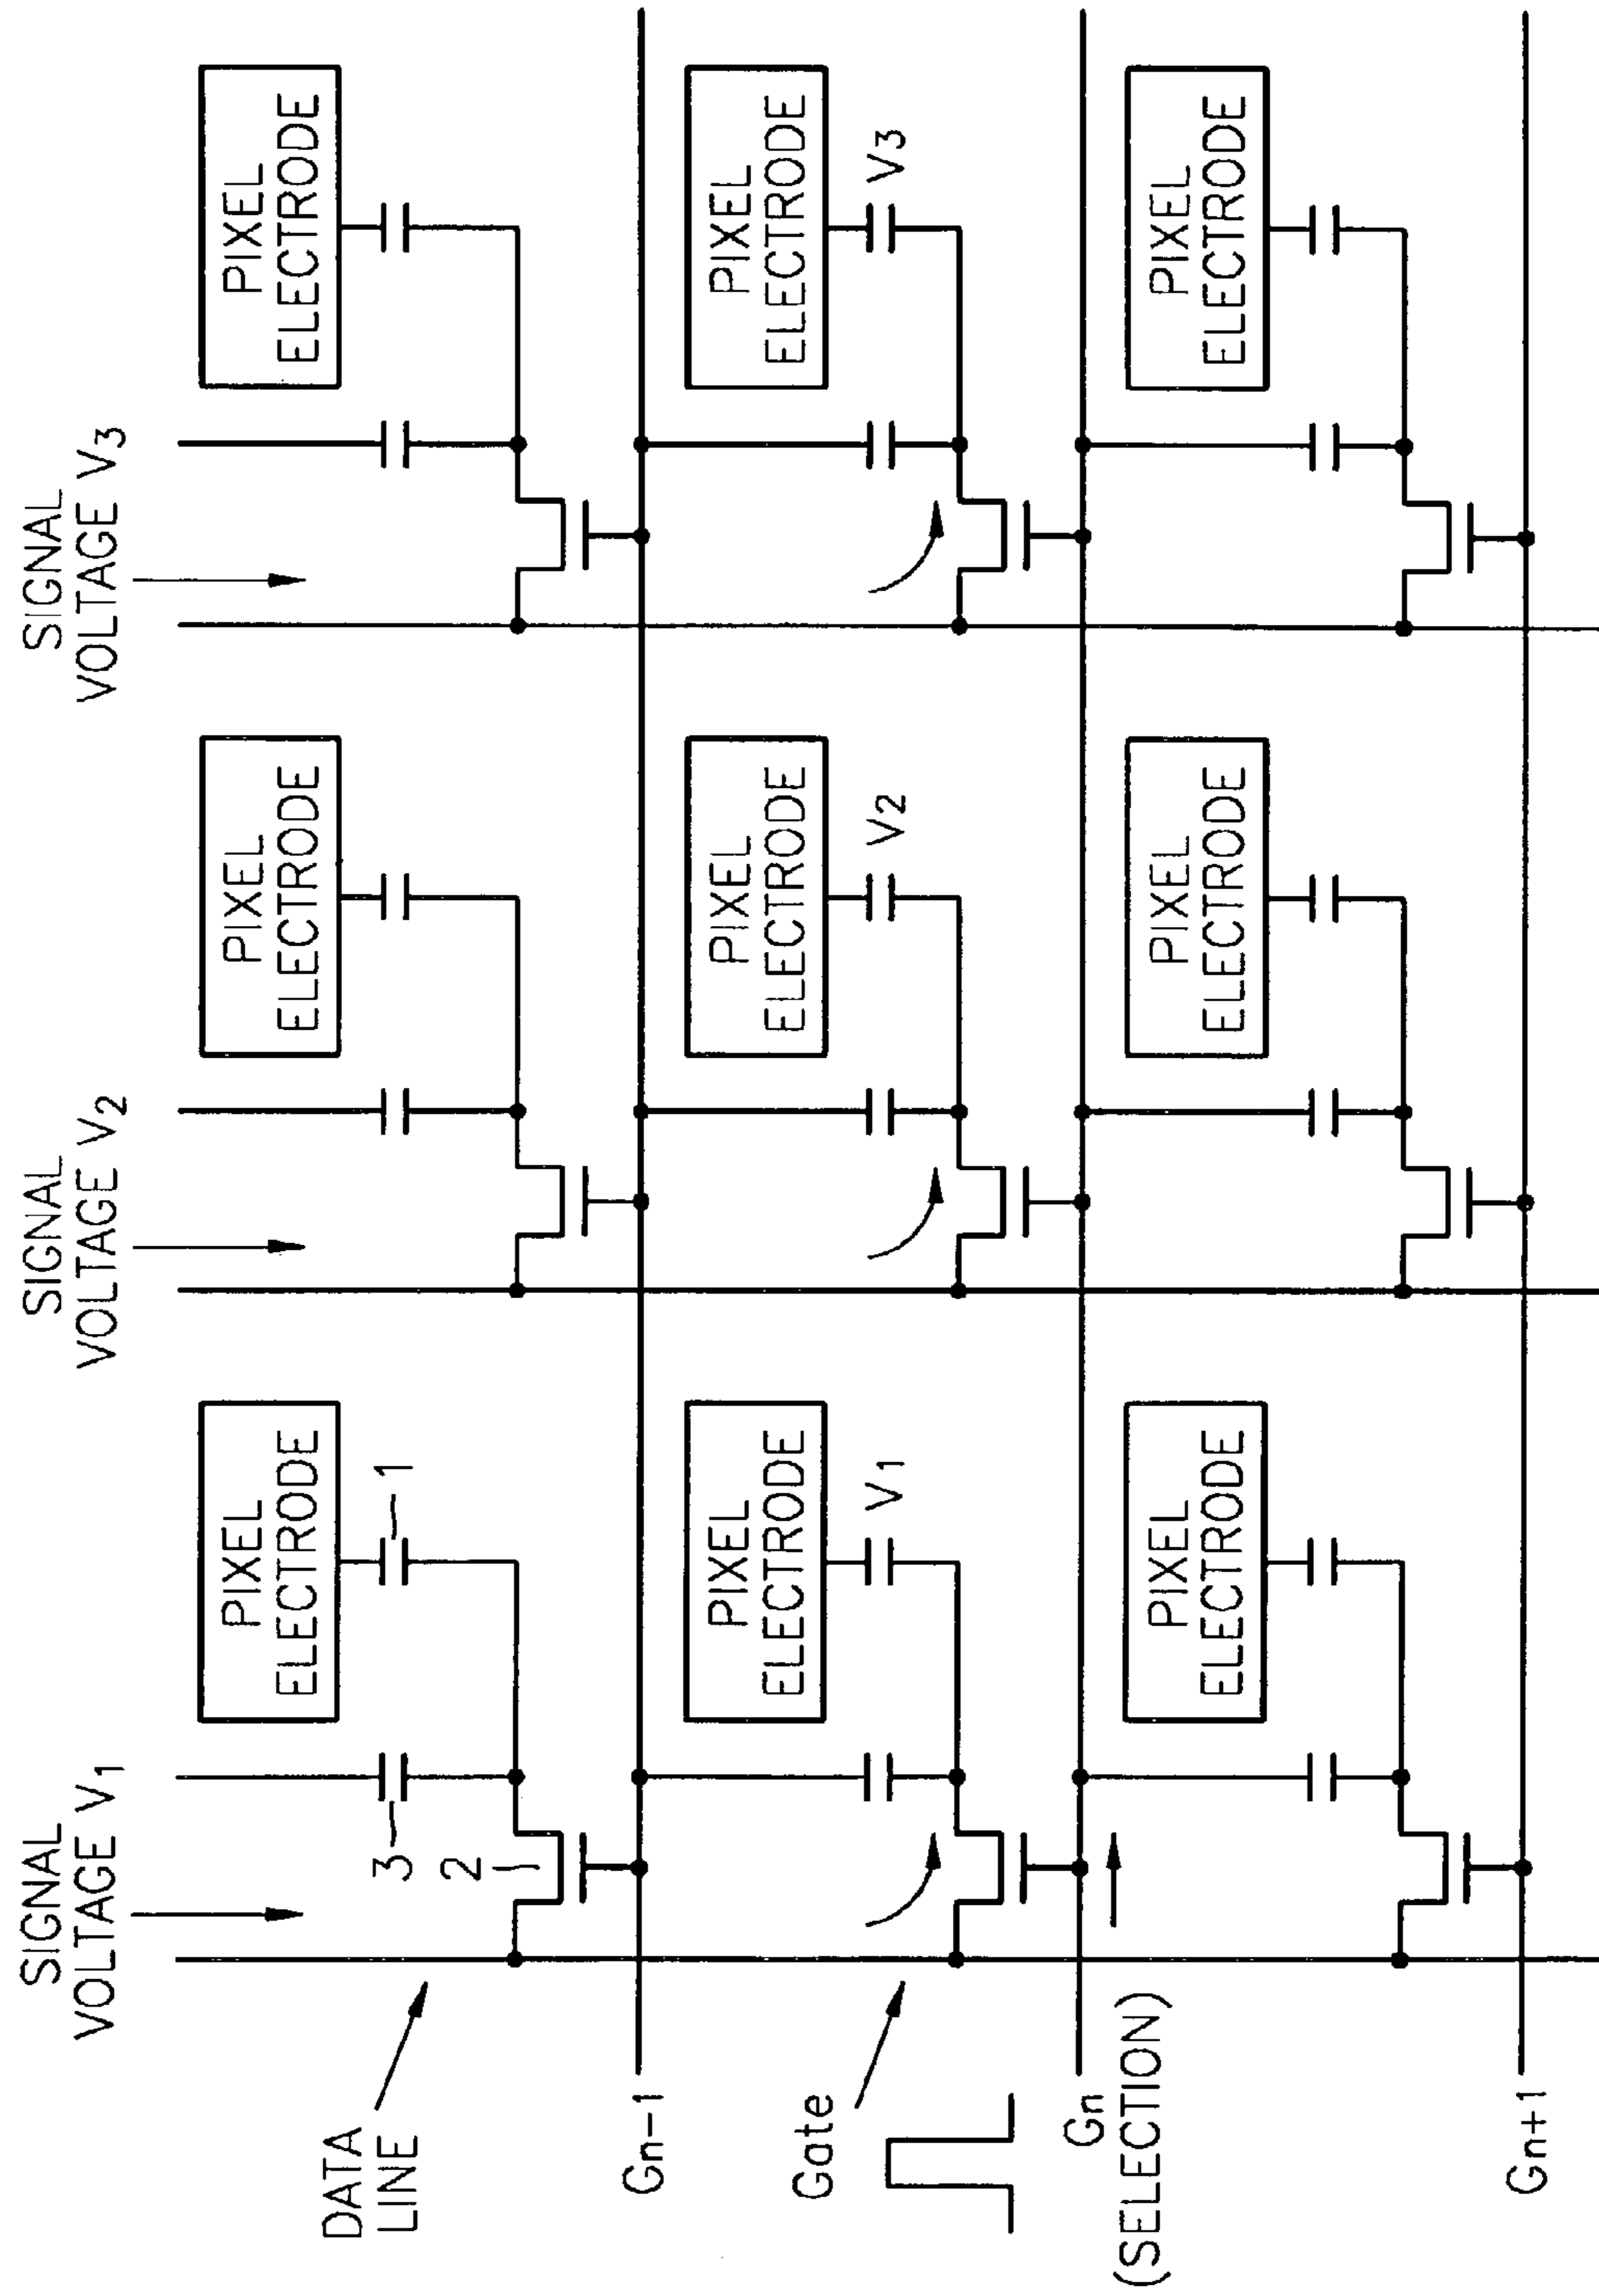 SIGNAL
VOLTAGE V1
SIGNAL
VOLTAGE V2
SIGNAL
VOLTAGE V3
PIXEL
ELECTRODE
PIXEL
ELECTRODE
PIXEL
ELECTRODE
DATA
LINE
3
1
2
Gn-1
PIXEL
ELECTRODE
PIXEL
ELECTRODE
PIXEL
ELECTRODE
Gate
V1
V2
V3
Gn
(SELECTION)
PIXEL
ELECTRODE
PIXEL
ELECTRODE
PIXEL
ELECTRODE
Gn+1